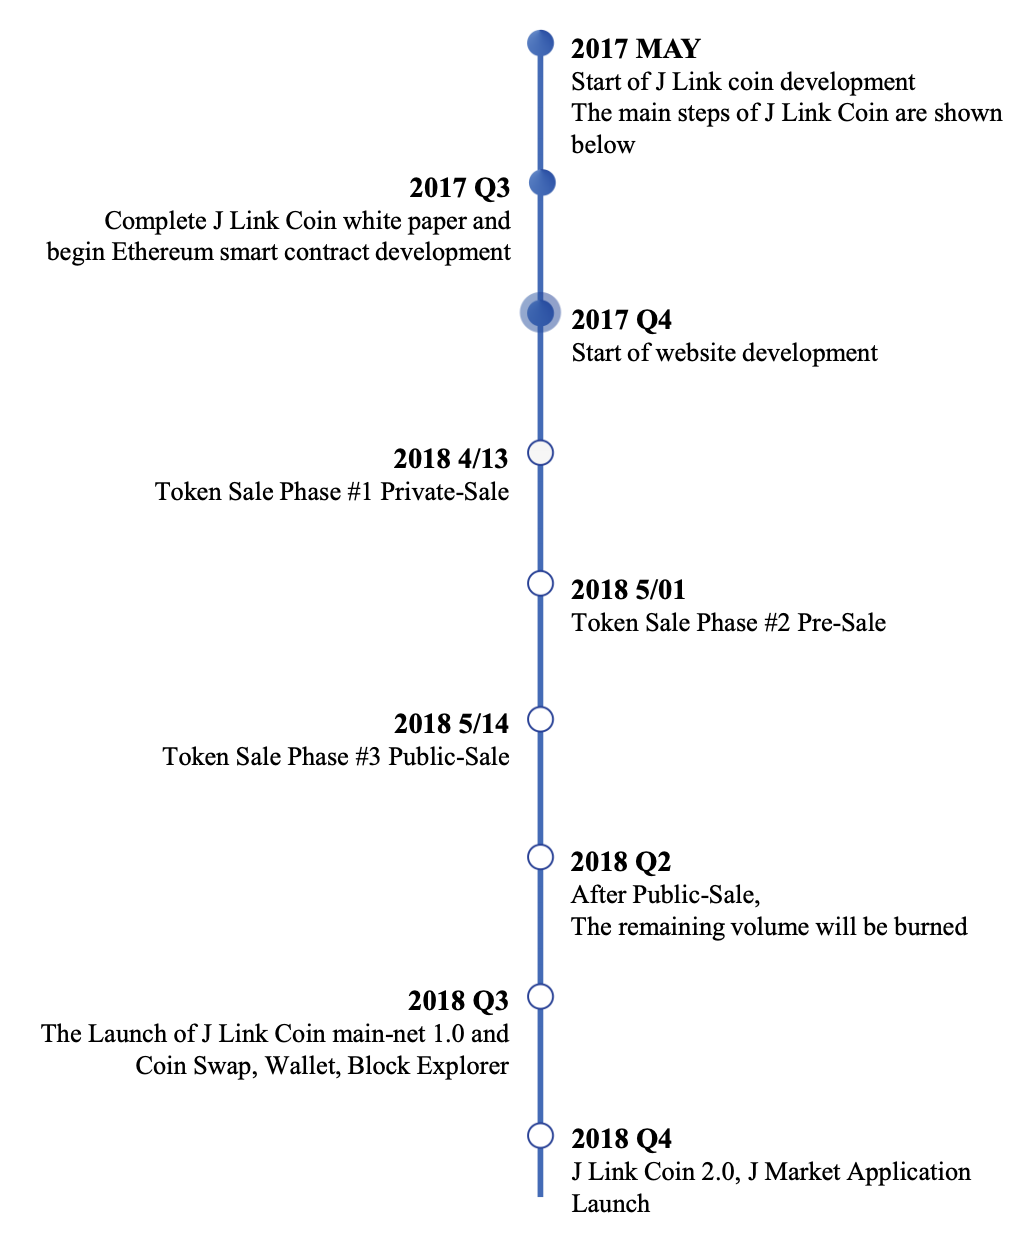 2017 MAY
Start of J Link coin development
The main steps of J Link Coin are shown
below
2017 Q3
Complete J Link Coin white paper and
begin Ethereum smart contract development
2017 Q4
Start of website development
2018 4/13
Token Sale Phase #1 Private-Sale
2018 5/01
Token Sale Phase #2 Pre-Sale
2018 5/14
Token Sale Phase #3 Public-Sale
2018 Q2
After Public-Sale,
The remaining volume will be burned
2018 Q3
The Launch of J Link Coin main-net 1.0 and
Coin Swap, Wallet, Block Explorer
2018 Q4
J Link Coin 2.0, J Market Application
Launch